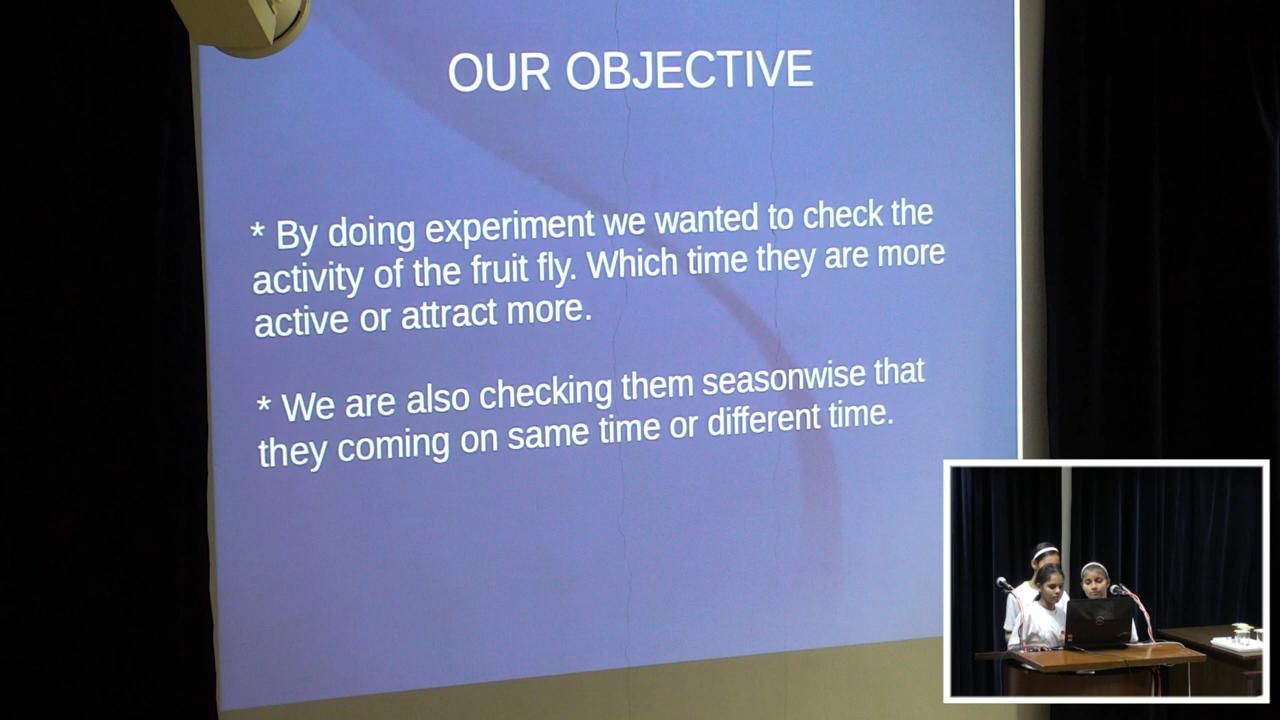 OUR OBJECTIVE
* By doing experiment we wanted to check the
activity of the fruit fly. Which time they are more
active or attract more.
* We are also checking them seasonwise that
they coming on same time or different time.